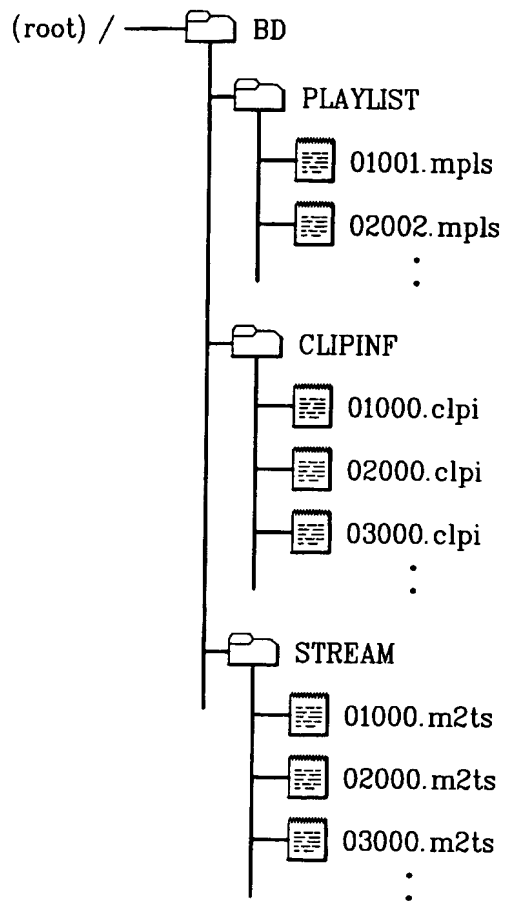 (root) / BD
PLAYLIST
01001.mpls
02002.mpls
CLIPINF
01000.clpi
02000.clpi
03000.clpi
STREAM
01000.m2ts
02000.m2ts
03000.m2ts